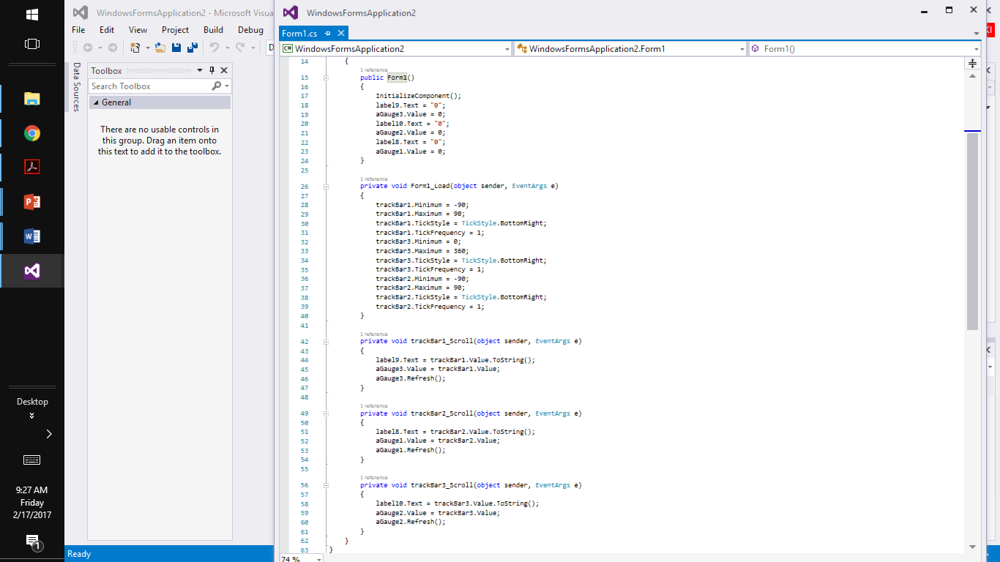 WindowsFormsApplication2 - Microsoft Visua
File Edit View Project Build Debug
D
Data Sources
Toolbox
Search Toolbox
General
There are no usable controls in
this group. Drag an item onto
this text to add it to the toolbox.
Desktop
9:27 AM
Friday
2/17/2017
1
Ready
WindowsFormsApplication2
Form1.cs
C# WindowsFormsApplication2
WindowsFormsApplication2.Form1
Form1()
KI
14 {
1 reference
15 public Form1()
16 {
17 InitializeComponent();
18 label9.Text = "0";
19 aGauge3.Value = 0;
20 label10.Text = "0";
21 aGauge2.Value = 0;
22 label8.Text = "0";
23 aGauge1.Value = 0;
24 }
25
1 reference
26 private void Form1_Load(object sender, EventArgs e)
27 {
28 trackBar1.Minimum = -90;
29 trackBar1.Maximum = 90;
30 trackBar1.TickStyle = TickStyle.BottomRight;
31 trackBar1.TickFrequency = 1;
32 trackBar3.Minimum = 0;
33 trackBar3.Maximum = 360;
34 trackBar3.TickStyle = TickStyle.BottomRight;
35 trackBar3.TickFrequency = 1;
36 trackBar2.Minimum = -90;
37 trackBar2.Maximum = 90;
38 trackBar2.TickStyle = TickStyle.BottomRight;
39 trackBar2.TickFrequency = 1;
40 }
41
1 reference
42 private void trackBar1_Scroll(object sender, EventArgs e)
43 {
44 label9.Text = trackBar1.Value.ToString();
45 aGauge3.Value = trackBar1.Value;
46 aGauge3.Refresh();
47 }
48
1 reference
49 private void trackBar2_Scroll(object sender, EventArgs e)
50 {
51 label8.Text = trackBar2.Value.ToString();
52 aGauge1.Value = trackBar2.Value;
53 aGauge1.Refresh();
54 }
55
1 reference
56 private void trackBar3_Scroll(object sender, EventArgs e)
57 {
58 label10.Text = trackBar3.Value.ToString();
59 aGauge2.Value = trackBar3.Value;
60 aGauge2.Refresh();
61 }
62 }
63 }
74 %